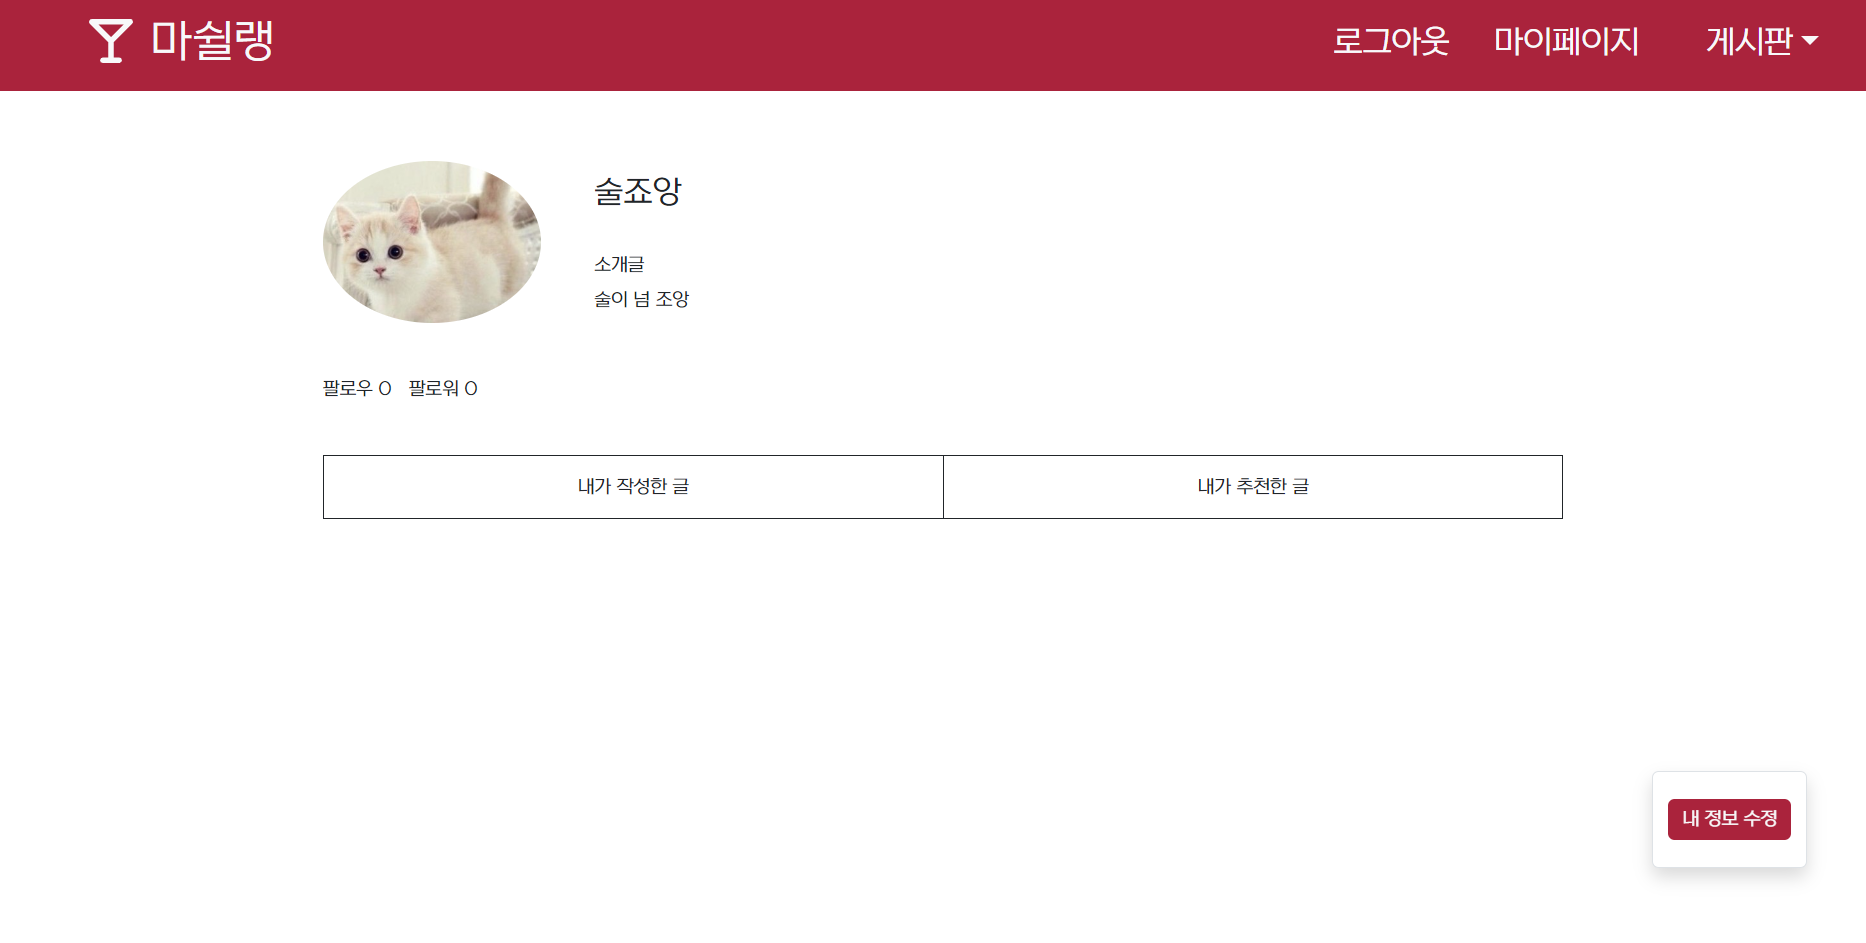 마쉴랭
로그아웃 마이페이지 게시판
술죠앙
소개글
술이 넘 조앙
팔로우 0 팔로워 0
내가 작성한 글 내가 추천한 글
내 정보 수정